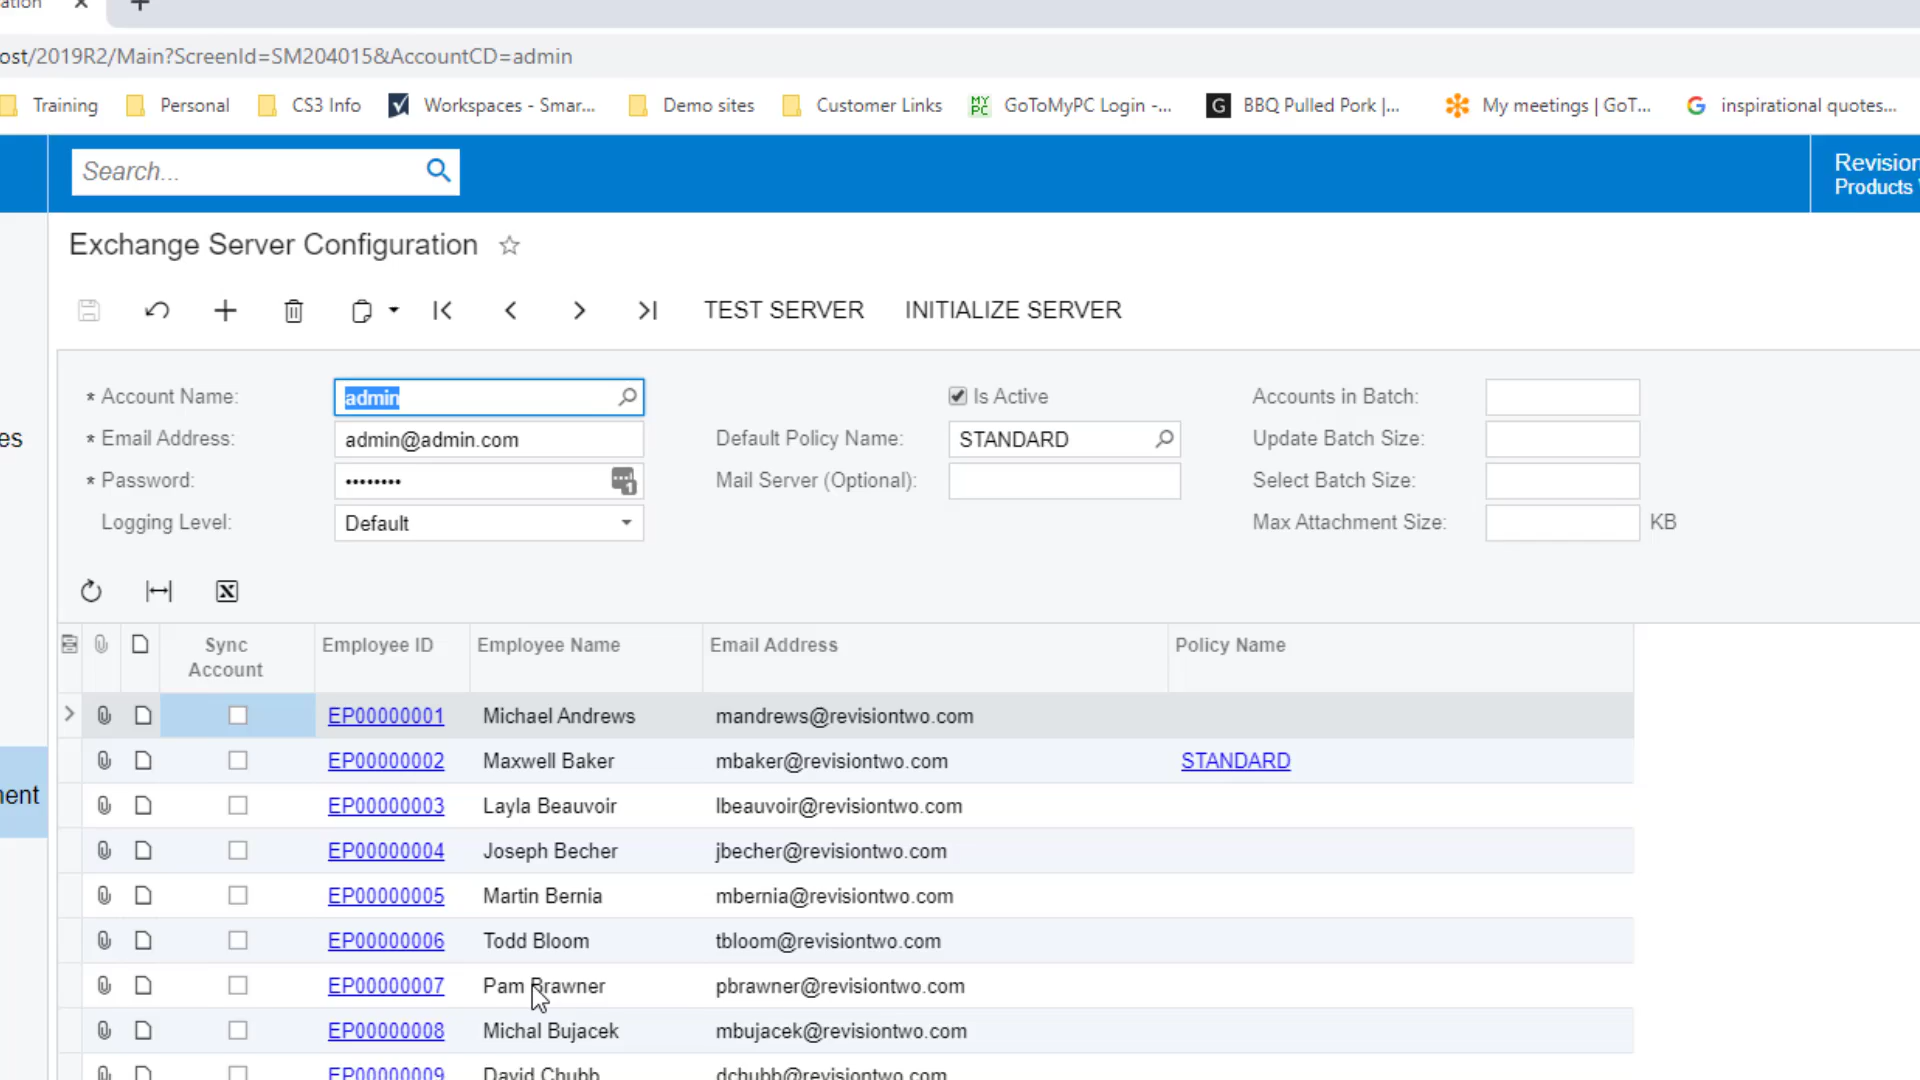 ation
ost/2019R2/Main?ScreenId=SM204015&AccountCD=admin
Training Personal CS3 Info Workspaces - Smar... Demo sites Customer Links MY PC GoToMyPC Login -... G BBQ Pulled Pork |... My meetings | GoT... G inspirational quotes...
Search...
Revision
Products
Exchange Server Configuration
TEST SERVER INITIALIZE SERVER
* Account Name: admin Is Active Accounts in Batch:
es
* Email Address: admin@admin.com Default Policy Name: STANDARD Update Batch Size:
* Password: •••••••• 1 Mail Server (Optional): Select Batch Size:
Logging Level: Default Max Attachment Size: KB
Sync Account Employee ID Employee Name Email Address Policy Name
EP00000001 Michael Andrews mandrews@revisiontwo.com
EP00000002 Maxwell Baker mbaker@revisiontwo.com STANDARD
ent
EP00000003 Layla Beauvoir lbeauvoir@revisiontwo.com
EP00000004 Joseph Becher jbecher@revisiontwo.com
EP00000005 Martin Bernia mbernia@revisiontwo.com
EP00000006 Todd Bloom tbloom@revisiontwo.com
EP00000007 Pam Brawner pbrawner@revisiontwo.com
EP00000008 Michal Bujacek mbujacek@revisiontwo.com
EP00000009 David Chubb dchubb@revisiontwo.com